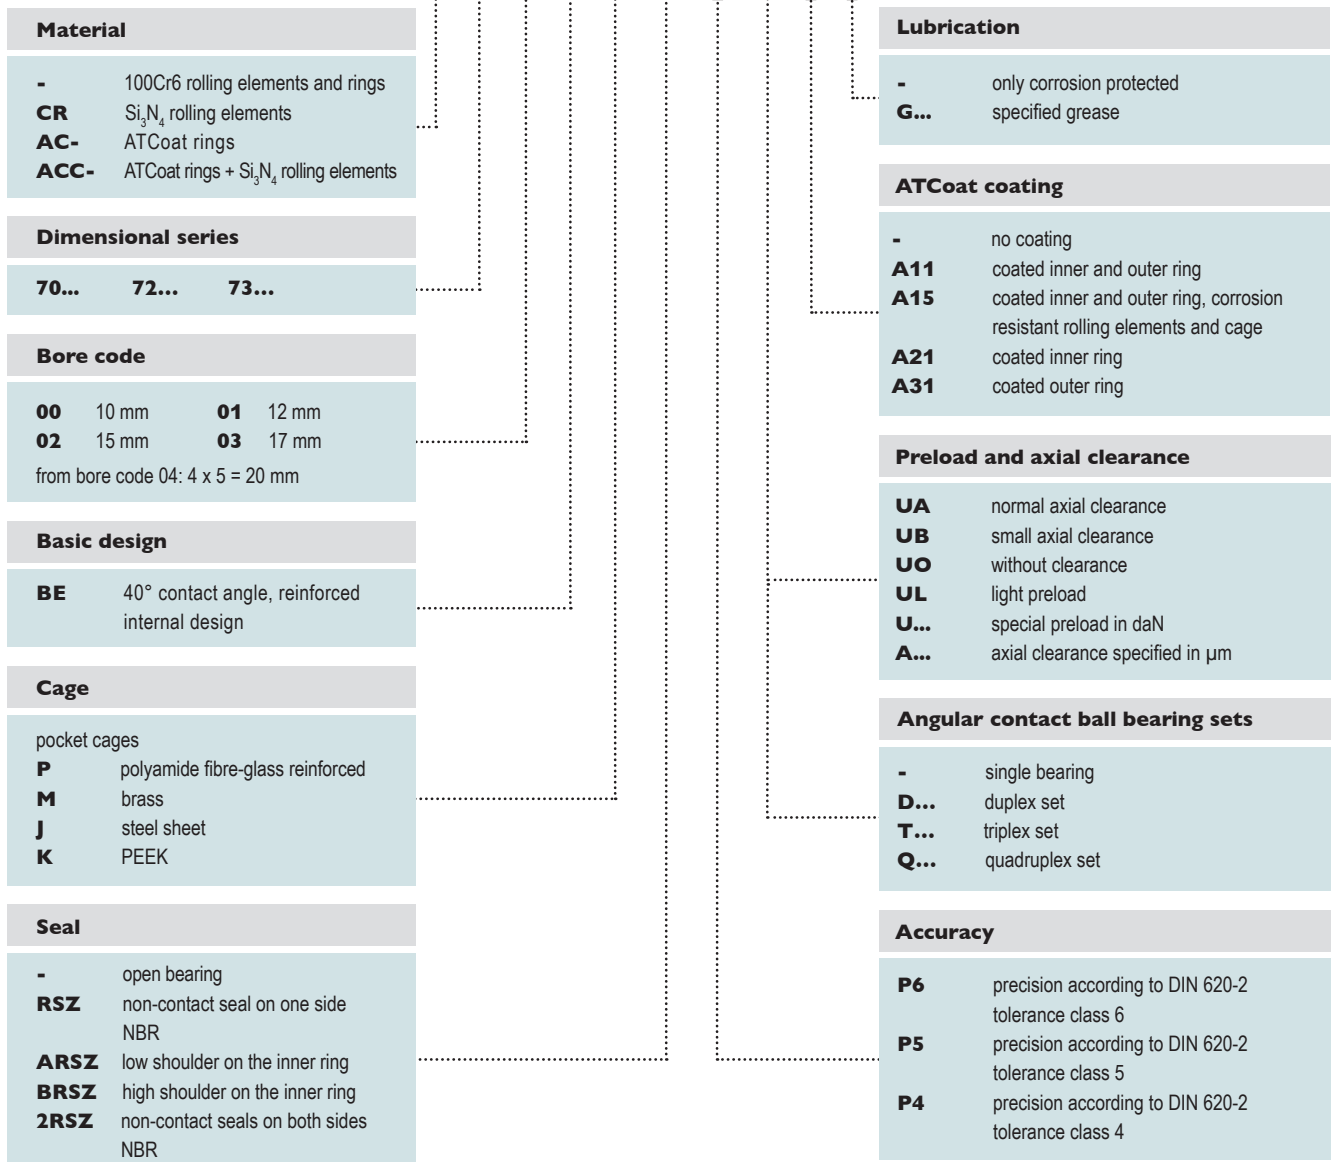 Material
- 100Cr6 rolling elements and rings
CR Si3N4 rolling elements
AC- ATCoat rings
ACC- ATCoat rings + Si3N4 rolling elements
Dimensional series
70... 72... 73...
Bore code
00 10 mm 01 12 mm
02 15 mm 03 17 mm
from bore code 04: 4 x 5 = 20 mm
Basic design
BE 40° contact angle, reinforced
internal design
Cage
pocket cages
P polyamide fibre-glass reinforced
M brass
J steel sheet
K PEEK
Seal
- open bearing
RSZ non-contact seal on one side
NBR
ARSZ low shoulder on the inner ring
BRSZ high shoulder on the inner ring
2RSZ non-contact seals on both sides
NBR
Lubrication
- only corrosion protected
G... specified grease
ATCoat coating
- no coating
A11 coated inner and outer ring
A15 coated inner and outer ring, corrosion
resistant rolling elements and cage
A21 coated inner ring
A31 coated outer ring
Preload and axial clearance
UA normal axial clearance
UB small axial clearance
UO without clearance
UL light preload
U... special preload in daN
A... axial clearance specified in µm
Angular contact ball bearing sets
- single bearing
D... duplex set
T... triplex set
Q... quadruplex set
Accuracy
P6 precision according to DIN 620-2
tolerance class 6
P5 precision according to DIN 620-2
tolerance class 5
P4 precision according to DIN 620-2
tolerance class 4